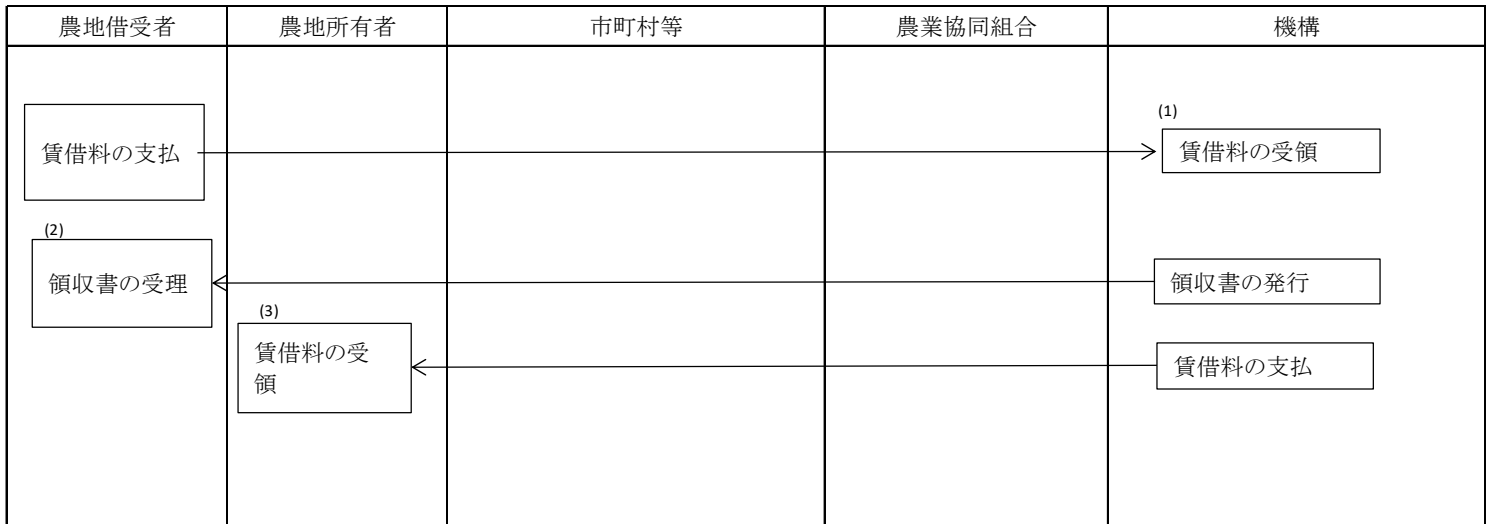 農地借受者
農地所有者
市町村等
農業協同組合
機構
(1)
賃借料の支払
賃借料の受領
(2)
領収書の受理
領収書の発行
(3)
賃借料の受
領
賃借料の支払